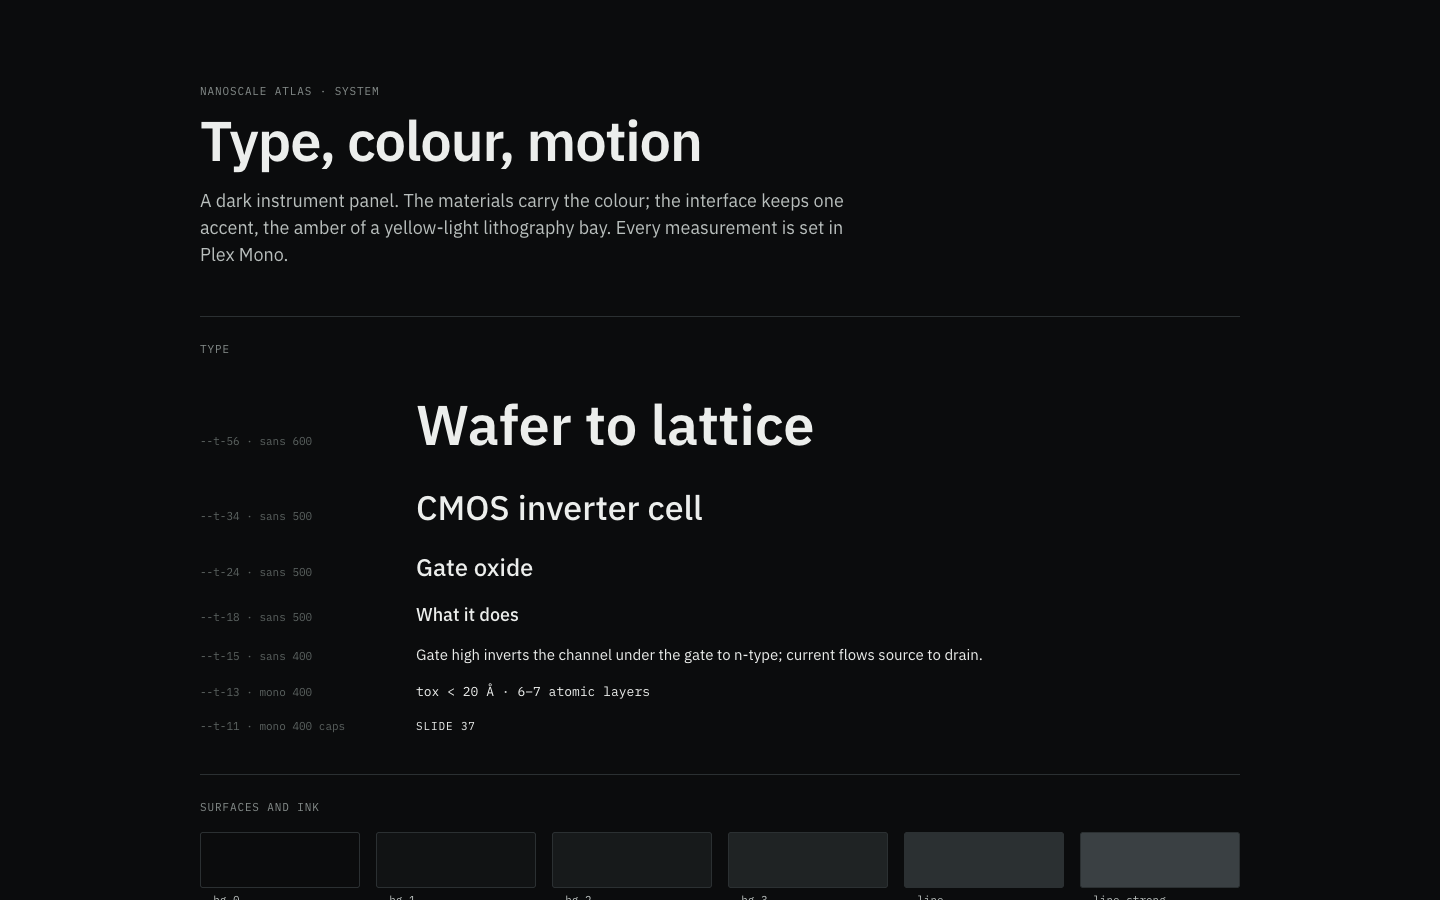 NANOSCALE ATLAS · SYSTEM
Type, colour, motion
A dark instrument panel. The materials carry the colour; the interface keeps one
accent, the amber of a yellow-light lithography bay. Every measurement is set in
Plex Mono.
TYPE
--t-56 · sans 600
Wafer to lattice
--t-34 · sans 500
CMOS inverter cell
--t-24 · sans 500
Gate oxide
--t-18 · sans 500
What it does
--t-15 · sans 400
Gate high inverts the channel under the gate to n-type; current flows source to drain.
--t-13 · mono 400
tox < 20 Å · 6–7 atomic layers
--t-11 · mono 400 caps
SLIDE 37
SURFACES AND INK